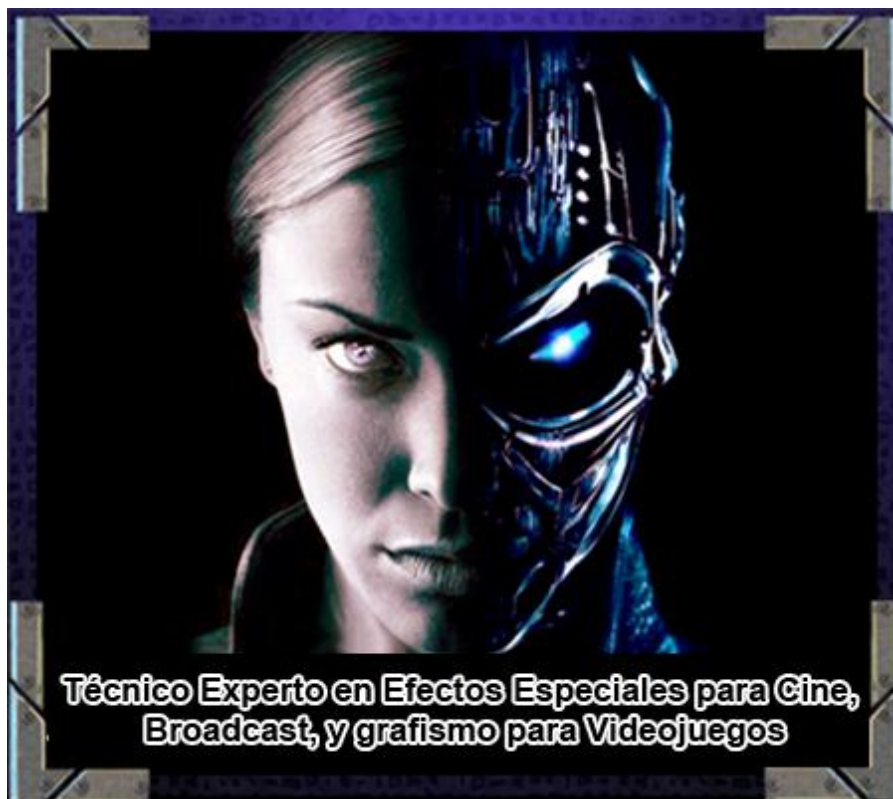 Técnico Experto en Efectos Especiales para Cine,
Broadcast, y grafismo para Videojuegos